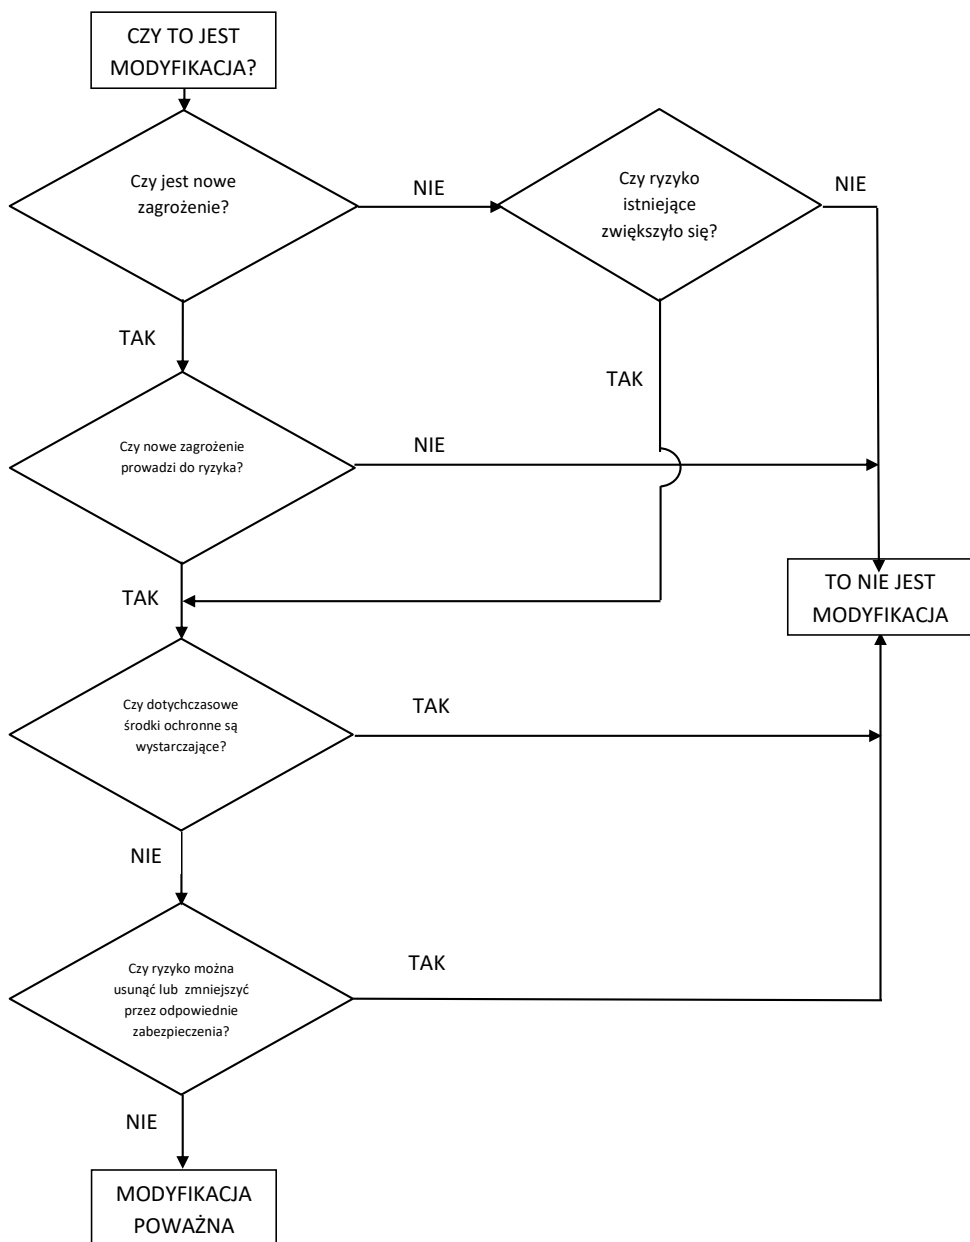 CZY TO JEST
MODYFIKACJA?
Czy jest nowe
zagrożenie?
NIE
Czy ryzyko
istniejące
zwiększyło się?
NIE
TAK
TAK
Czy nowe zagrożenie
prowadzi do ryzyka?
NIE
TAK
TO NIE JEST
MODYFIKACJA
Czy dotychczasowe
środki ochronne są
wystarczające?
TAK
NIE
Czy ryzyko można
usunąć lub zmniejszyć
przez odpowiednie
zabezpieczenia?
TAK
NIE
MODYFIKACJA
POWAŻNA